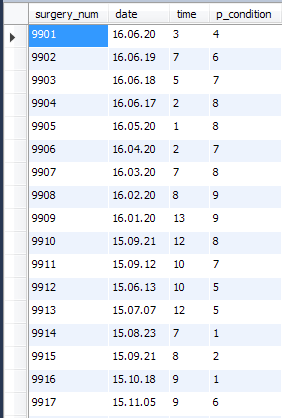 surgery_num date time p_condition
9901 16.06.20 3 4
9902 16.06.19 7 6
9903 16.06.18 5 7
9904 16.06.17 2 8
9905 16.05.20 1 8
9906 16.04.20 2 7
9907 16.03.20 7 8
9908 16.02.20 8 9
9909 16.01.20 13 9
9910 15.09.21 12 8
9911 15.09.12 10 7
9912 15.06.13 10 5
9913 15.07.07 12 5
9914 15.08.23 7 1
9915 15.09.21 8 2
9916 15.10.18 9 1
9917 15.11.05 9 6